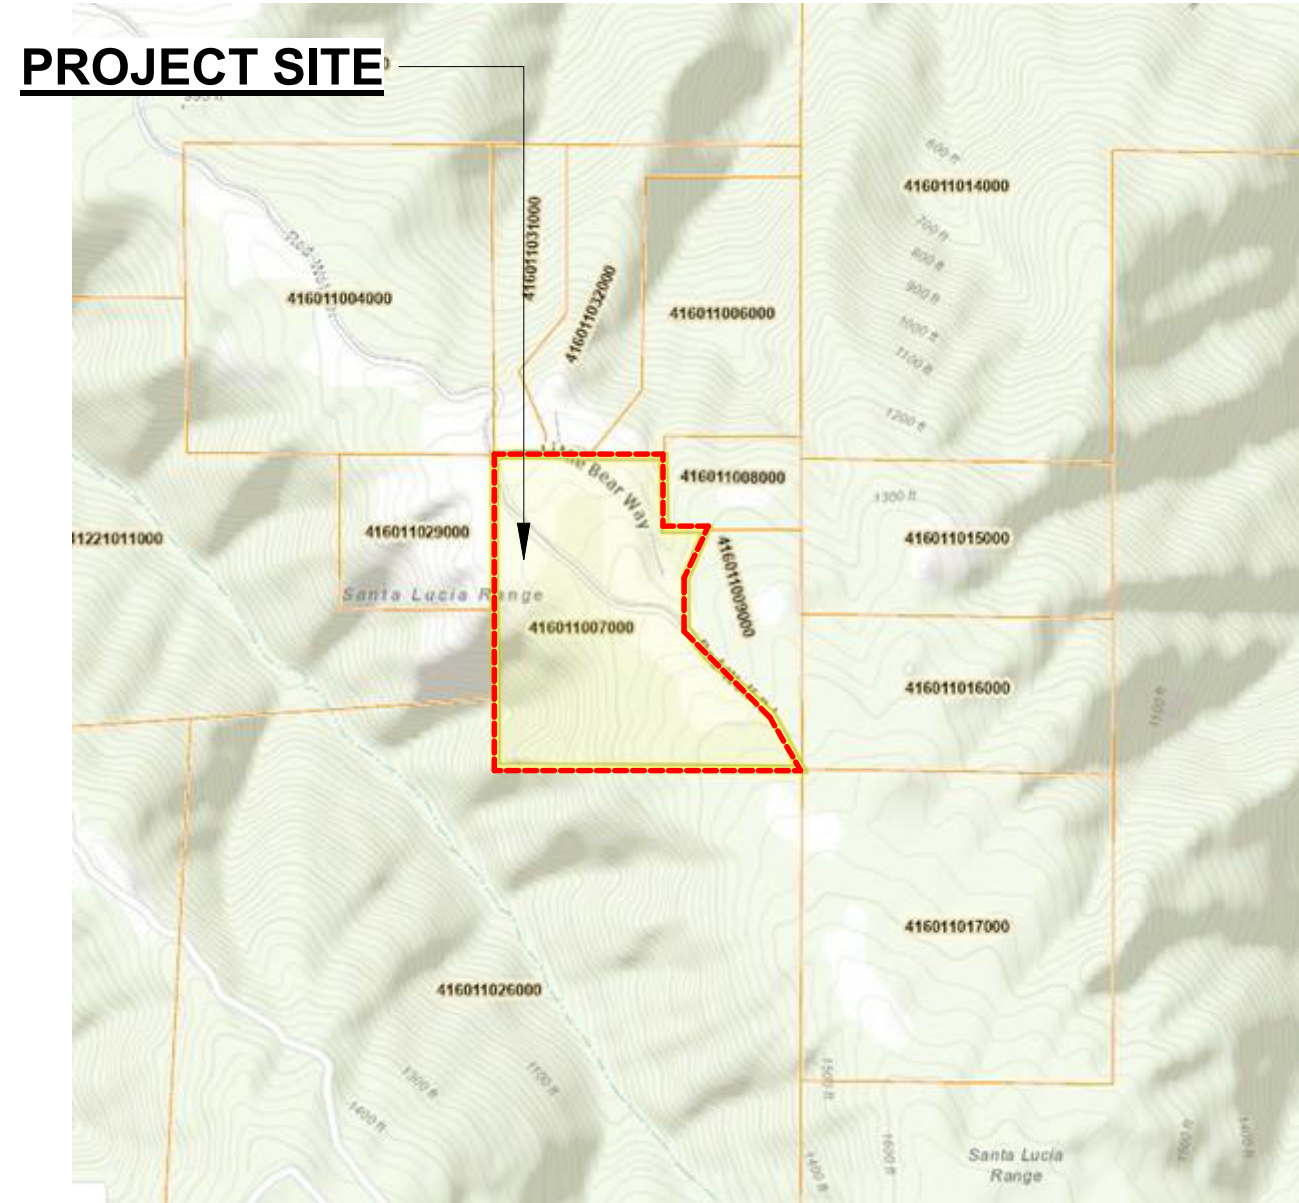 PROJECT SITE
600 ft
416011014000
700 ft
800 ft
900 ft
1000 ft
1100 ft
1200 ft
416011031000
416011032000
416011004000
416011006000
Little Bear Way
416011008000
1300 ft
41221011000
416011029000
416011015000
416011009000
Santa Lucia Range
416011007000
416011016000
1100 ft
416011017000
416011026000
1300 ft
1100 ft
1400 ft
1500 ft
1400 ft
1600 ft
Santa Lucia
Range
1500 ft
1400 ft